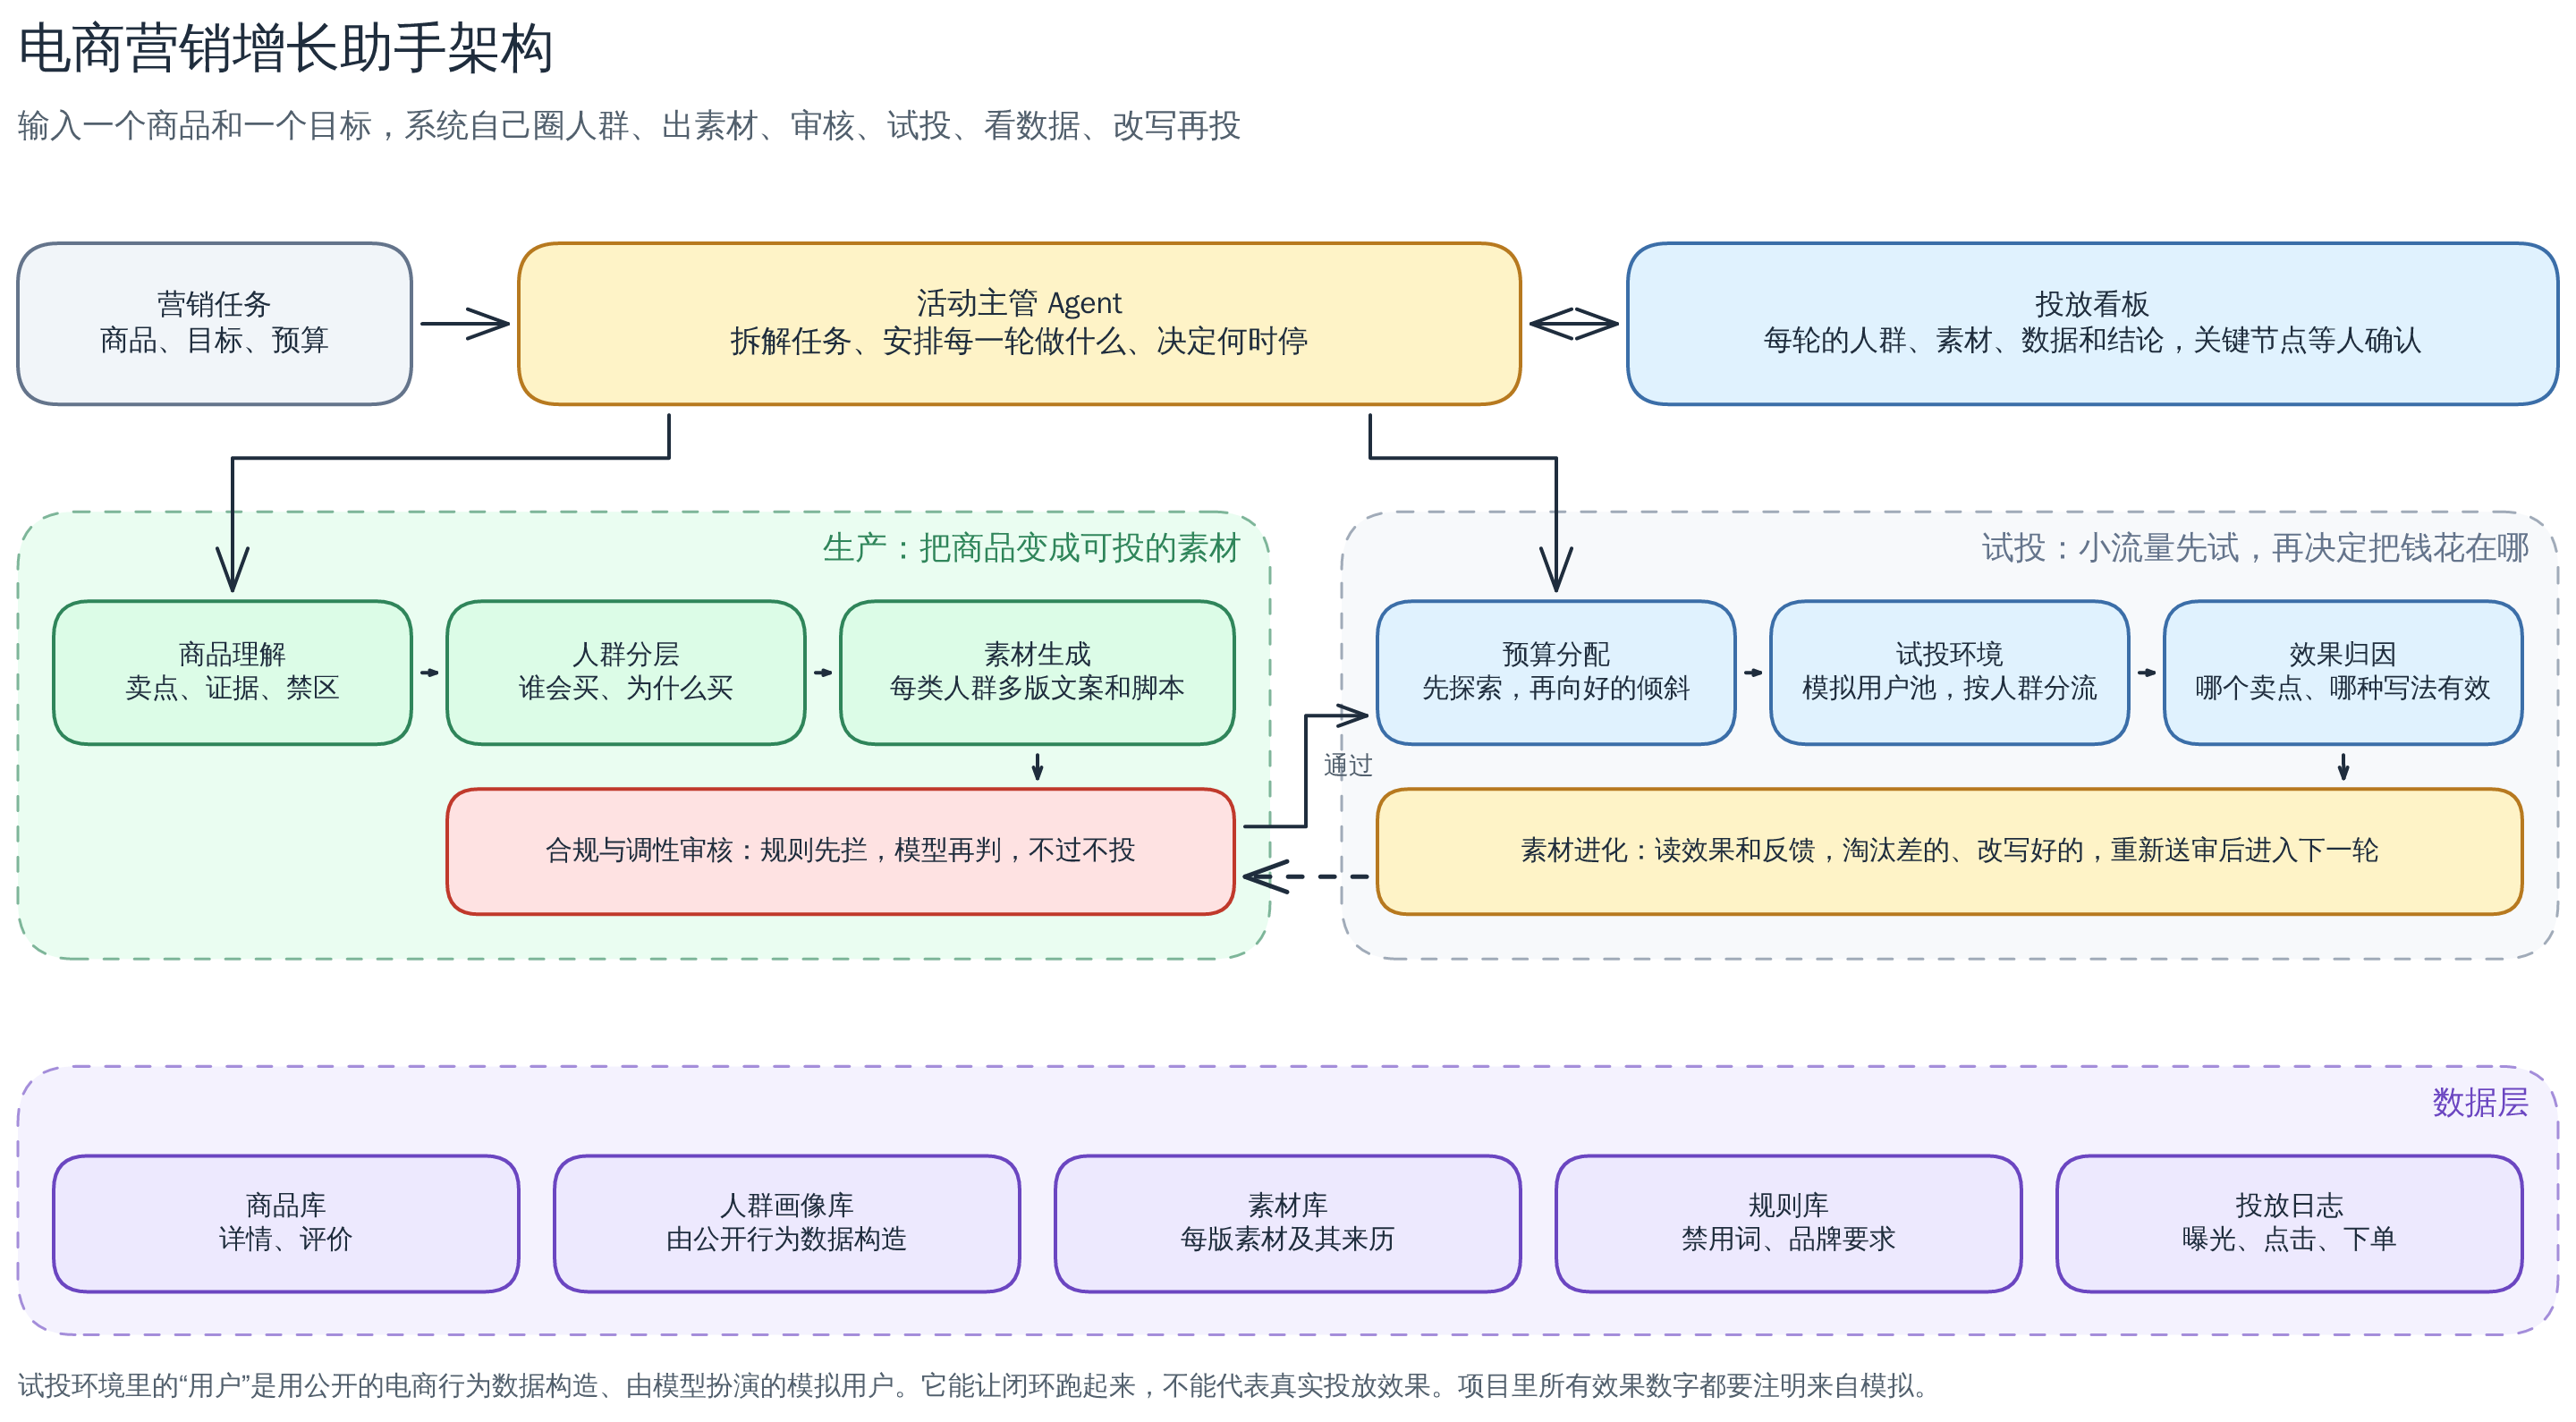 电商营销增长助手架构
输入一个商品和一个目标，系统自己圈人群、出素材、审核、试投、看数据、改写再投
营销任务
商品、目标、预算
活动主管 Agent
拆解任务、安排每一轮做什么、决定何时停
投放看板
每轮的人群、素材、数据和结论，关键节点等人确认
生产：把商品变成可投的素材
商品理解
卖点、证据、禁区
人群分层
谁会买、为什么买
素材生成
每类人群多版文案和脚本
合规与调性审核：规则先拦，模型再判，不过不投
通过
试投：小流量先试，再决定把钱花在哪
预算分配
先探索，再向好的倾斜
试投环境
模拟用户池，按人群分流
效果归因
哪个卖点、哪种写法有效
素材进化：读效果和反馈，淘汰差的、改写好的，重新送审后进入下一轮
数据层
商品库
详情、评价
人群画像库
由公开行为数据构造
素材库
每版素材及其来历
规则库
禁用词、品牌要求
投放日志
曝光、点击、下单
试投环境里的“用户”是用公开的电商行为数据构造、由模型扮演的模拟用户。它能让闭环跑起来，不能代表真实投放效果。项目里所有效果数字都要注明来自模拟。